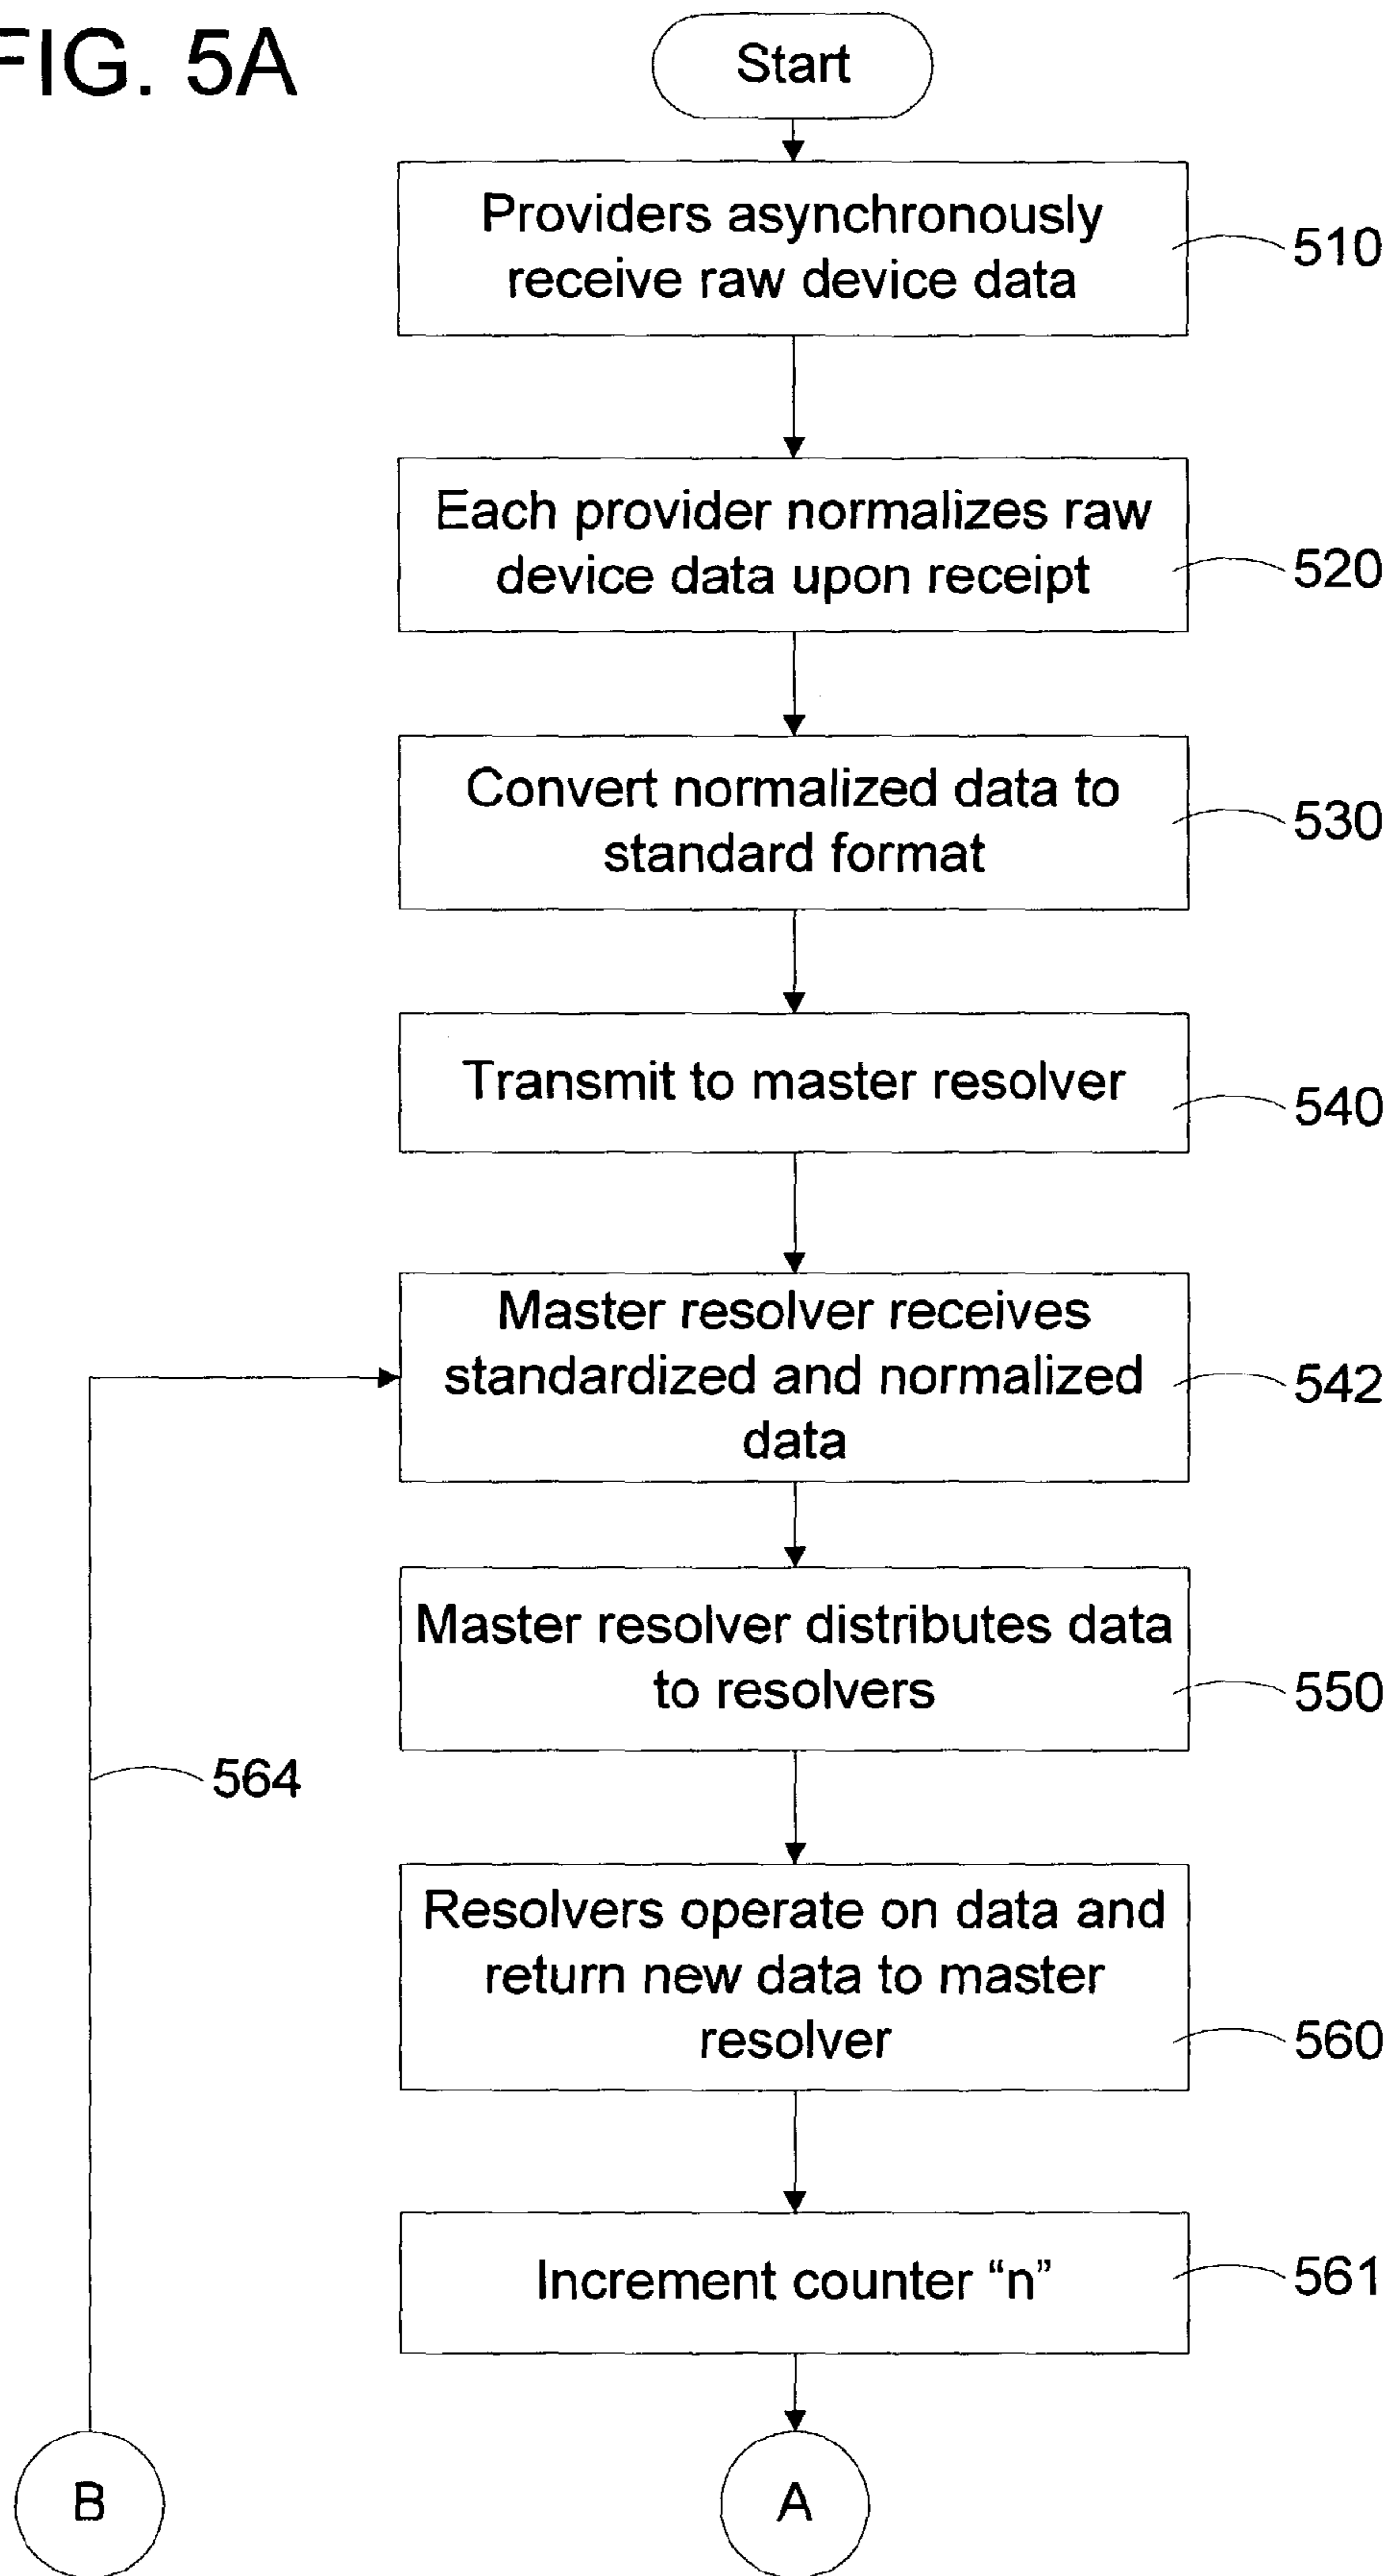 FIG. 5A
Start
Providers asynchronously
receive raw device data
510
Each provider normalizes raw
device data upon receipt
520
Convert normalized data to
standard format
530
Transmit to master resolver
540
Master resolver receives
standardized and normalized
data
542
Master resolver distributes data
to resolvers
550
564
Resolvers operate on data and
return new data to master
resolver
560
Increment counter “n”
561
B
A